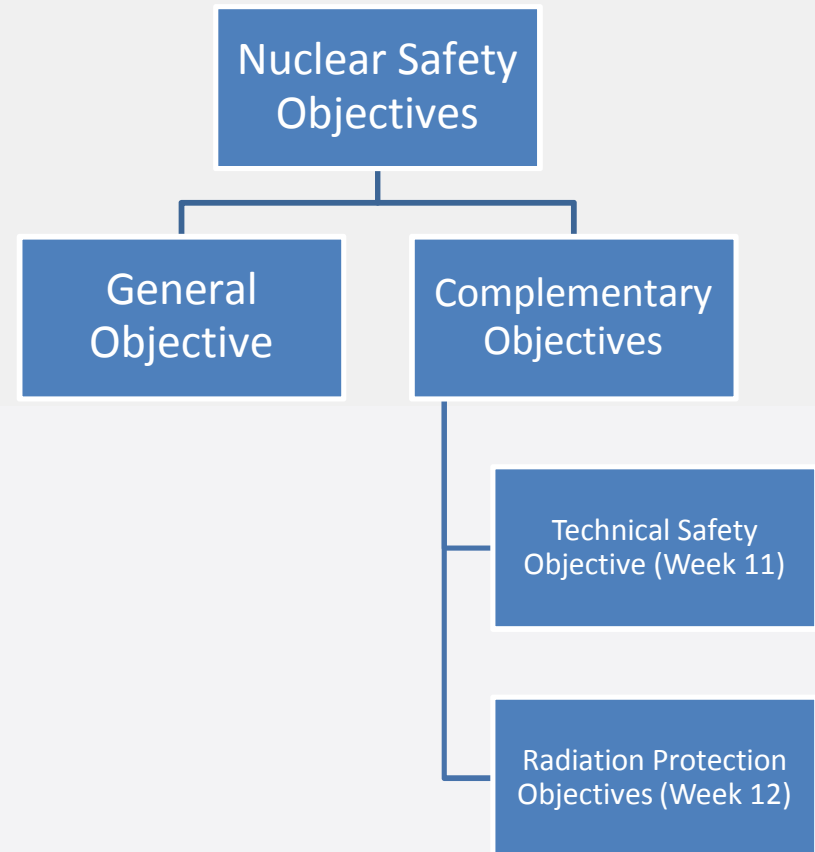 Nuclear Safety
Objectives
General
Objective
Complementary
Objectives
Technical Safety
Objective (Week 11)
Radiation Protection
Objectives (Week 12)